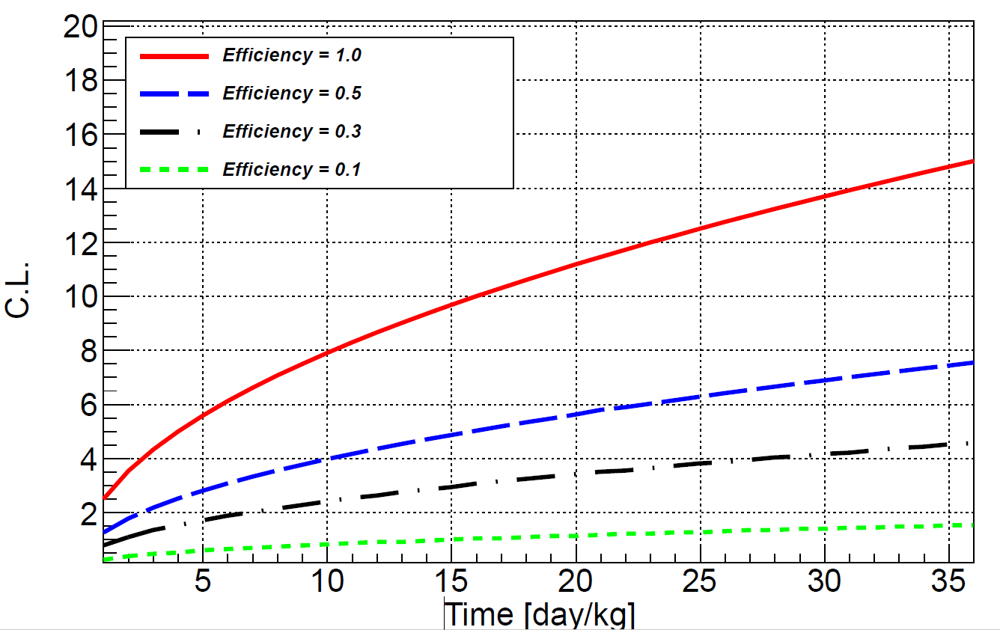 20
18
16
14
12
10
8
6
4
2
C.L.
Efficiency = 1.0
Efficiency = 0.5
Efficiency = 0.3
Efficiency = 0.1
5 10 15 20 25 30 35
Time [day/kg]